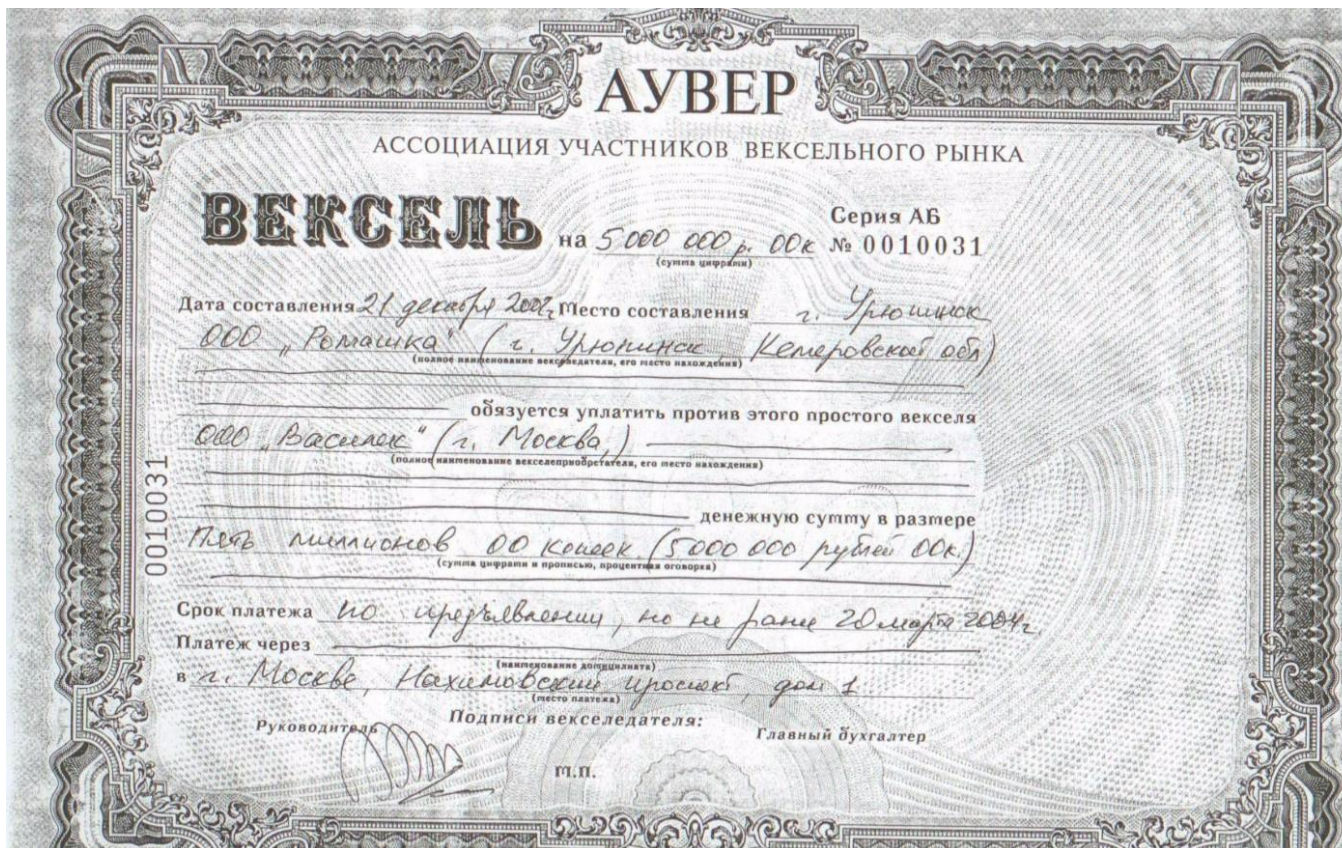 АУВЕР
АССОЦИАЦИЯ УЧАСТНИКОВ ВЕКСЕЛЬНОГО РЫНКА
ВЕКСЕЛЬ на 5 000 000 р. 00к
Серия АБ
№ 0010031
(сумма цифрами)
Дата составления 21 декабря 2002г Место составления г. Урюпинск
ООО „Ромашка" (г. Урюпинск, Кемеровской обл)
(полное наименование векселедателя, его место нахождения)
обязуется уплатить против этого простого векселя
ООО „Василек" (г. Москва,)
(полное наименование векселеприобретателя, его место нахождения)
денежную сумму в размере
Пять миллионов 00 копеек (5000 000 рублей 00к.)
(сумма цифрами и прописью, процентная оговорка)
Срок платежа по предъявлении, но не ранее 20 марта 2004г
Платеж через
(наименование домицилиата)
в г. Москве, Нахимовский проспект, дом 1
(место платежа)
Подписи векселедателя:
Руководитель
Главный бухгалтер
М.П.
0010031